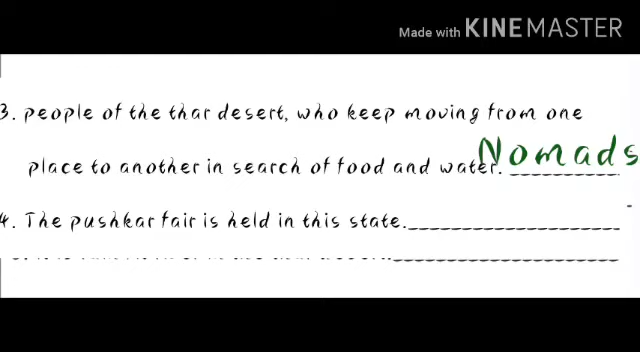 Made with KINEMASTER
3. people of the thar desert, who keep moving from one
place to another in search of food and water. Nomads
4. The pushkar fair is held in this state.